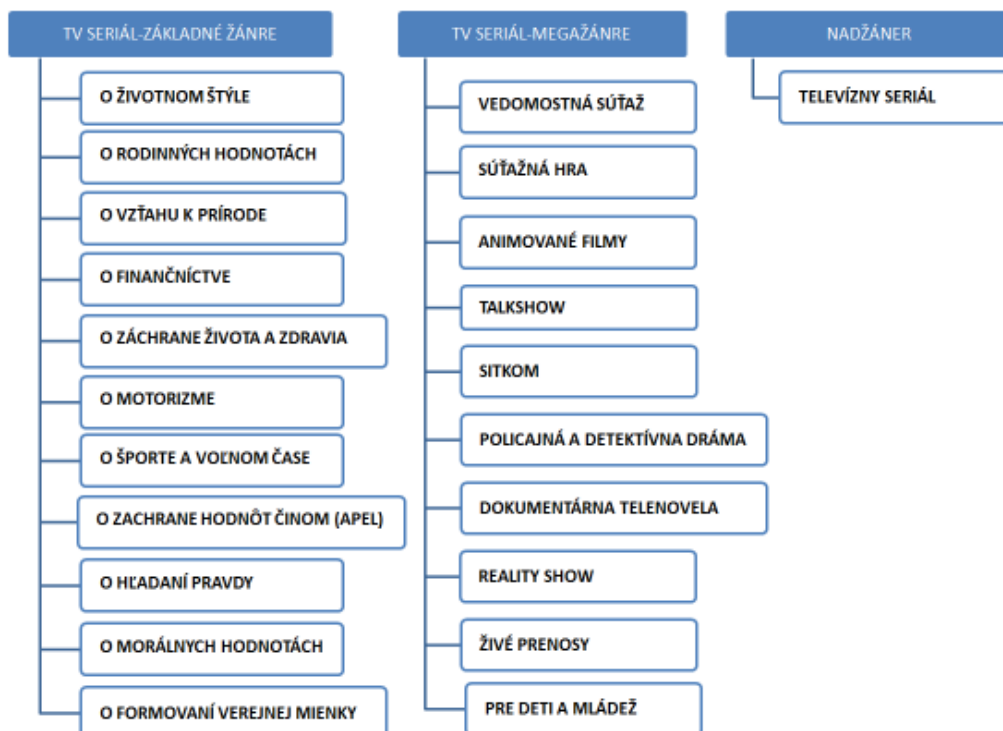 TV SERIÁL-ZÁKLADNÉ ŽÁNRE
O ŽIVOTNOM ŠTÝLE
O RODINNÝCH HODNOTÁCH
O VZŤAHU K PRÍRODE
O FINANČNÍCTVE
O ZÁCHRANE ŽIVOTA A ZDRAVIA
O MOTORIZME
O ŠPORTE A VOĽNOM ČASE
O ZACHRANE HODNÔT ČINOM (APEL)
O HĽADANÍ PRAVDY
O MORÁLNYCH HODNOTÁCH
O FORMOVANÍ VEREJNEJ MIENKY
TV SERIÁL-MEGAŽÁNRE
VEDOMOSTNÁ SÚŤAŽ
SÚŤAŽNÁ HRA
ANIMOVANÉ FILMY
TALKSHOW
SITKOM
POLICAJNÁ A DETEKTÍVNA DRÁMA
DOKUMENTÁRNA TELENOVELA
REALITY SHOW
ŽIVÉ PRENOSY
PRE DETI A MLÁDEŽ
NADŽÁNER
TELEVÍZNY SERIÁL